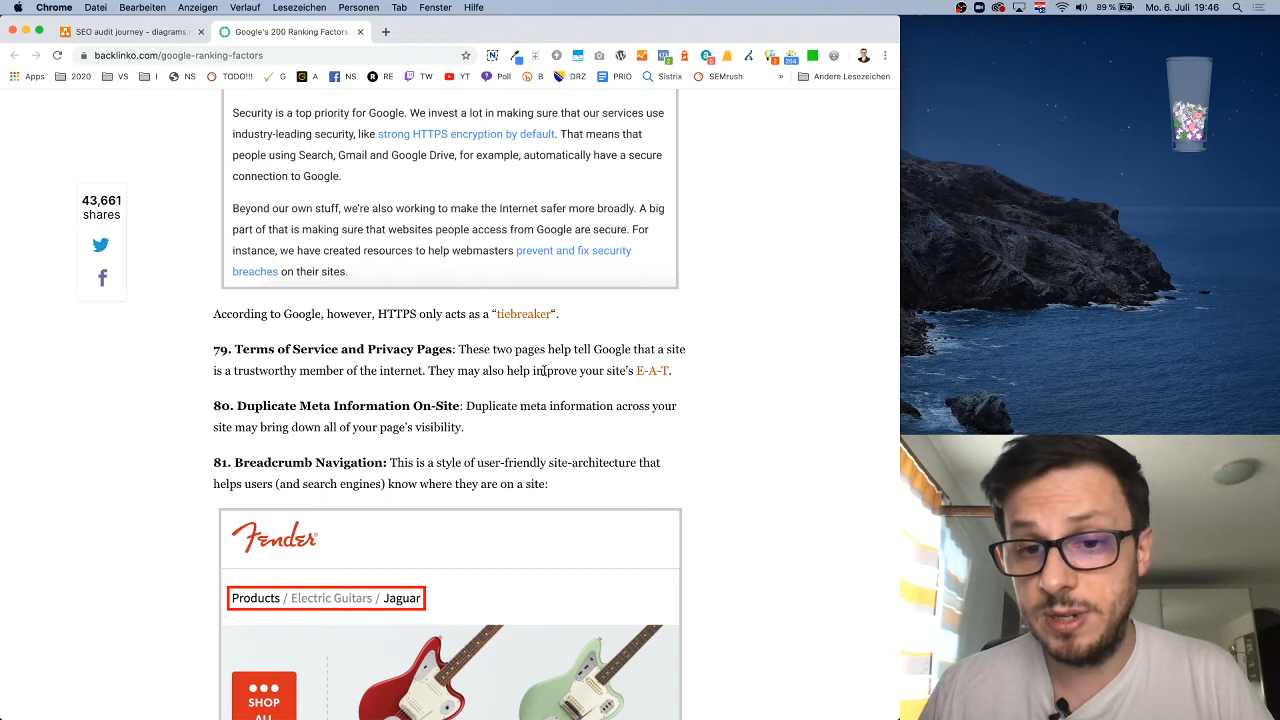 Chrome Datei Bearbeiten Ansicht Verlauf Lesezeichen Personen Tab Fenster Hilfe 89 % Mo. 6. Juli 19:46
SEO audit journey - diagrams. Google's 200 Ranking Factors:
backlinko.com/google-ranking-factors
Apps 2020 VS I NS TODO!!! G A NS RE TW YT Poll B DRZ PRIO Sistrix SEMrush » Andere Lesezeichen
Security is a top priority for Google. We invest a lot in making sure that our services use
industry-leading security, like strong HTTPS encryption by default. That means that
people using Search, Gmail and Google Drive, for example, automatically have a secure
connection to Google.
Beyond our own stuff, we're also working to make the Internet safer more broadly. A big
part of that is making sure that websites people access from Google are secure. For
instance, we have created resources to help webmasters prevent and fix security
breaches on their sites.
43,661
shares
According to Google, however, HTTPS only acts as a “tiebreaker“.
79. Terms of Service and Privacy Pages: These two pages help tell Google that a site
is a trustworthy member of the internet. They may also help improve your site's E-A-T.
80. Duplicate Meta Information On-Site: Duplicate meta information across your
site may bring down all of your page's visibility.
81. Breadcrumb Navigation: This is a style of user-friendly site-architecture that
helps users (and search engines) know where they are on a site:
Fender
Products / Electric Guitars / Jaguar
SHOP
ALL